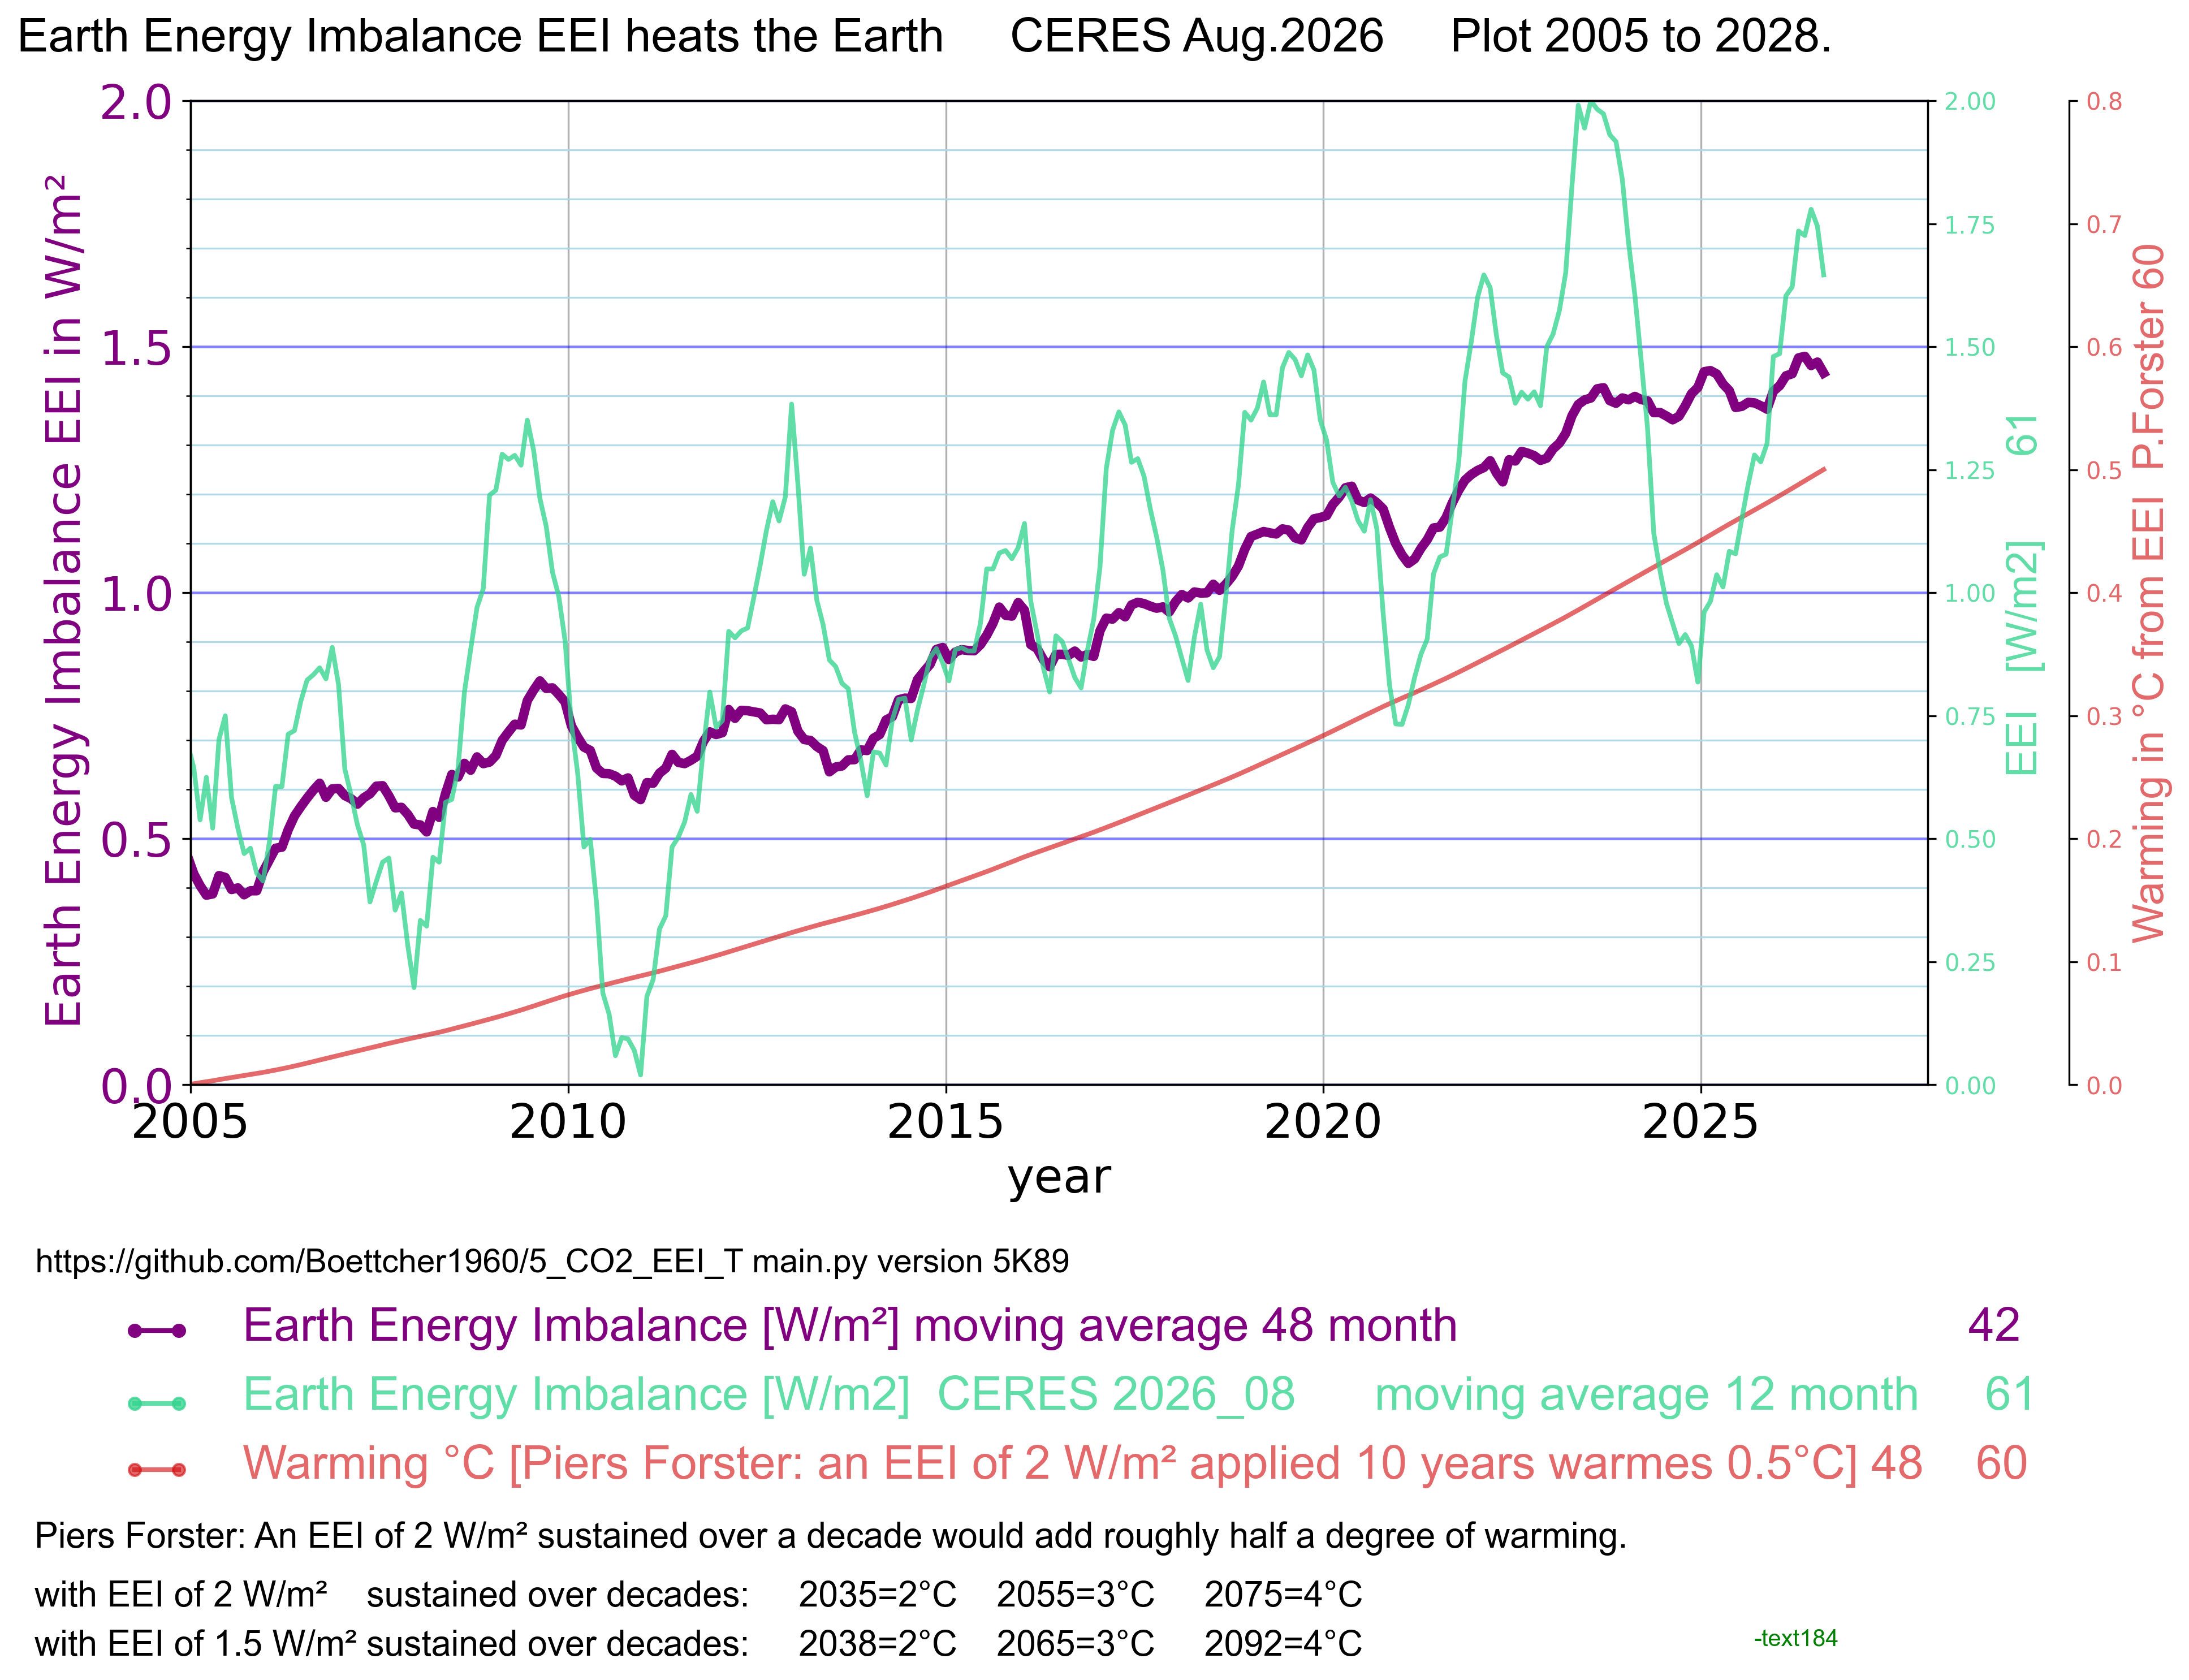 Earth Energy Imbalance EEI heats the Earth CERES Aug.2026 Plot 2005 to 2028.
Earth Energy Imbalance EEI in W/m²
2.0
1.5
1.0
0.5
0.0
2.00
1.75
1.50
1.25
1.00
0.75
0.50
0.25
0.00
EEI [W/m2] 61
0.8
0.7
0.6
0.5
0.4
0.3
0.2
0.1
0.0
Warming in °C from EEI P.Forster 60
2005 2010 2015 2020 2025
year
https://github.com/Boettcher1960/5_CO2_EEI_T main.py version 5K89
Earth Energy Imbalance [W/m²] moving average 48 month 42
Earth Energy Imbalance [W/m2] CERES 2026_08 moving average 12 month 61
Warming °C [Piers Forster: an EEI of 2 W/m² applied 10 years warmes 0.5°C] 48 60
Piers Forster: An EEI of 2 W/m² sustained over a decade would add roughly half a degree of warming.
with EEI of 2 W/m² sustained over decades: 2035=2°C 2055=3°C 2075=4°C
with EEI of 1.5 W/m² sustained over decades: 2038=2°C 2065=3°C 2092=4°C
-text184